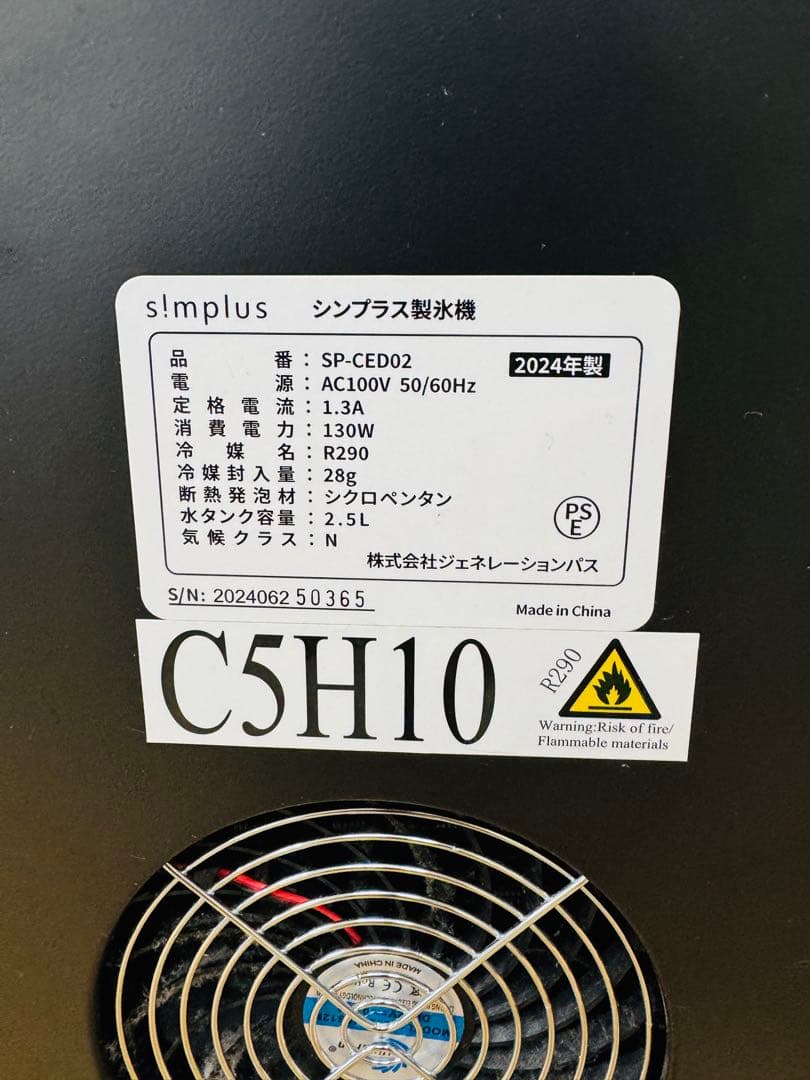 s!mplus シンプラス製氷機
品番：SP-CED02 2024年製
電源：AC100V 50/60Hz
定格電流：1.3A
消費電力：130W
冷媒名：R290
冷媒封入量：28g
断熱発泡材：シクロペンタン
水タンク容量：2.5L
気候クラス：N
PS
E
株式会社ジェネレーションパス
S/N: 202406250365
Made in China
C5H10
R290
Warning:Risk of fire/
Flammable materials
MADE IN CHINA